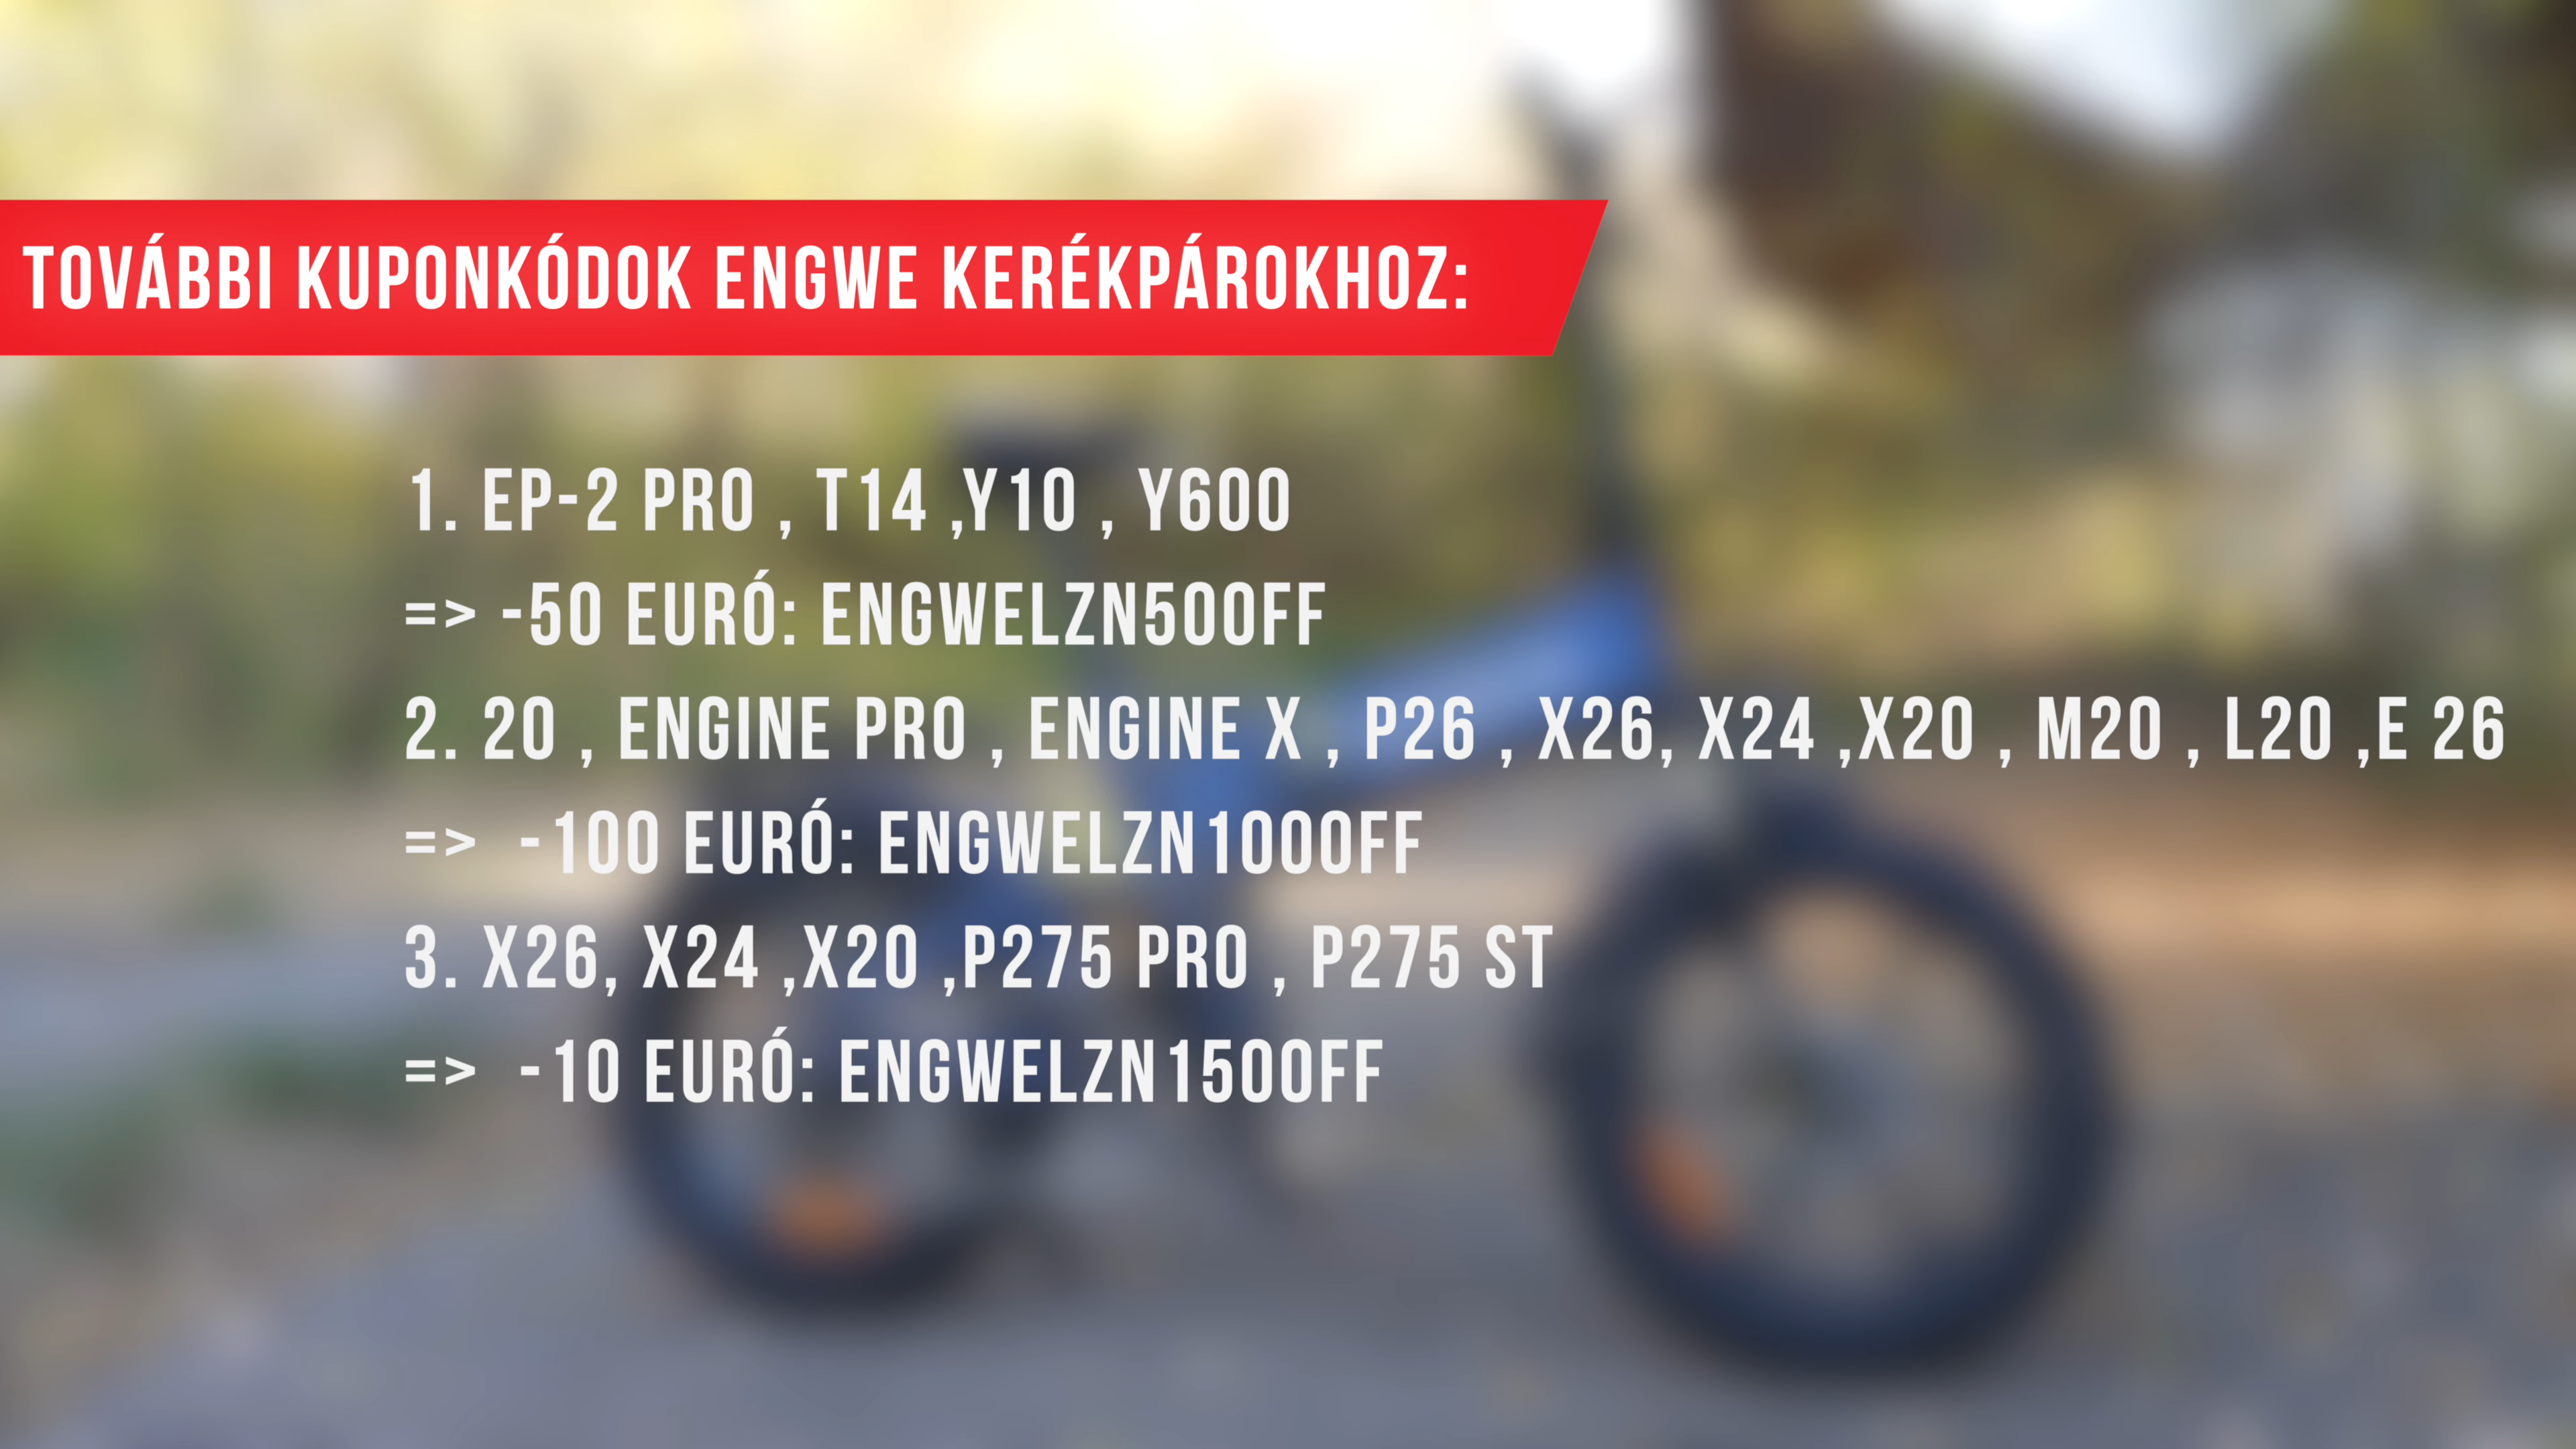 TOVÁBBI KUPONKÓDOK ENGWE KERÉKPÁROKHOZ:
1. EP-2 PRO , T14 ,Y10 , Y600
=> -50 EURÓ: ENGWELZN50OFF
2. 20 , ENGINE PRO , ENGINE X , P26 , X26, X24 ,X20 , M20 , L20 ,E 26
=> -100 EURÓ: ENGWELZN100OFF
3. X26, X24 ,X20 ,P275 PRO , P275 ST
=> -10 EURÓ: ENGWELZN150OFF